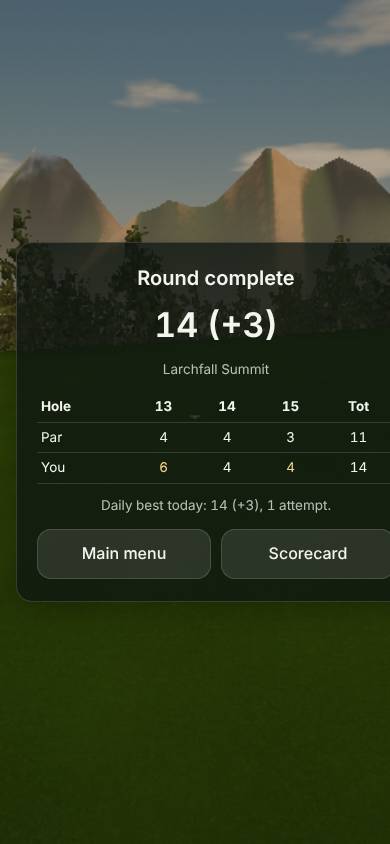 Round complete
14 (+3)
Larchfall Summit
Hole 13 14 15 Tot
Par 4 4 3 11
You 6 4 4 14
Daily best today: 14 (+3), 1 attempt.
Main menu Scorecard